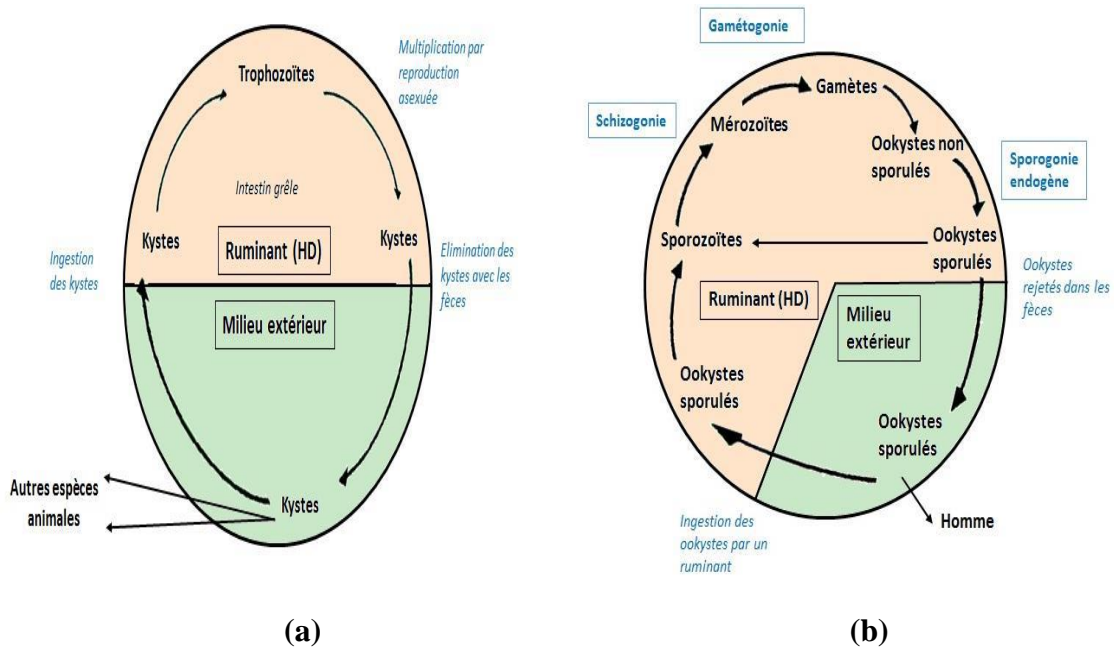 Trophozoïtes
Multiplication par
reproduction
asexuée
Intestin grêle
Kystes
Kystes
Ruminant (HD)
Ingestion
des kystes
Elimination des
kystes avec les
fèces
Milieu extérieur
Autres espèces
animales
Kystes
(a)
Gamétogonie
Gamètes
Schizogonie
Mérozoïtes
Ookystes non
sporulés
Sporogonie
endogène
Sporozoïtes
Ookystes
sporulés
Ookystes
rejetés dans les
fèces
Ruminant (HD)
Milieu
extérieur
Ookystes
sporulés
Ookystes
sporulés
Homme
Ingestion des
ookystes par un
ruminant
(b)